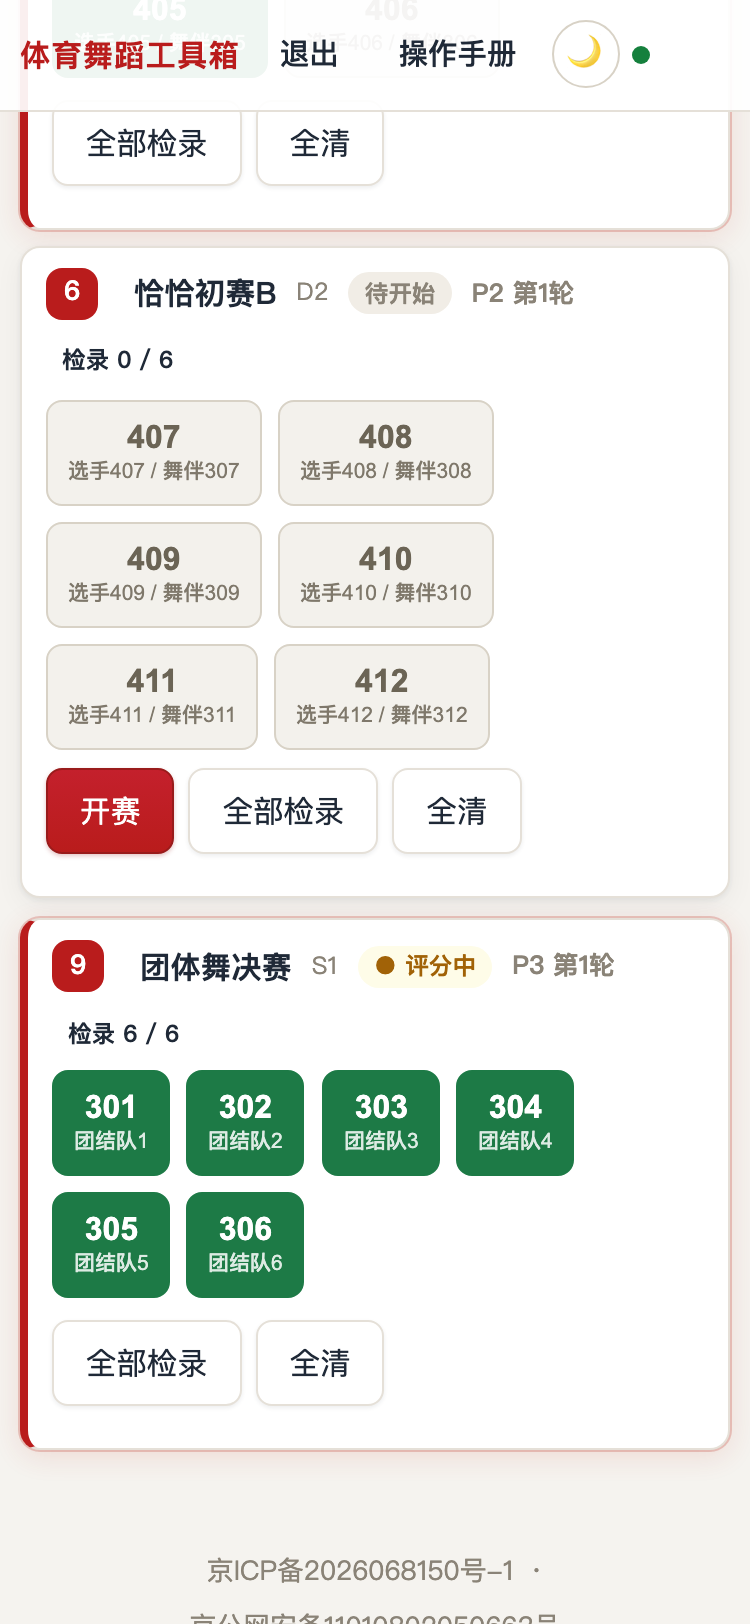 405
406
体育舞蹈工具箱 退出 操作手册
全部检录 全清
6 恰恰初赛B D2 待开始 P2 第1轮
检录 0 / 6
407 408
选手407 / 舞伴307 选手408 / 舞伴308
409 410
选手409 / 舞伴309 选手410 / 舞伴310
411 412
选手411 / 舞伴311 选手412 / 舞伴312
开赛 全部检录 全清
9 团体舞决赛 S1 评分中 P3 第1轮
检录 6 / 6
301 302 303 304
团结队1 团结队2 团结队3 团结队4
305 306
团结队5 团结队6
全部检录 全清
京ICP备2026068150号-1 ·